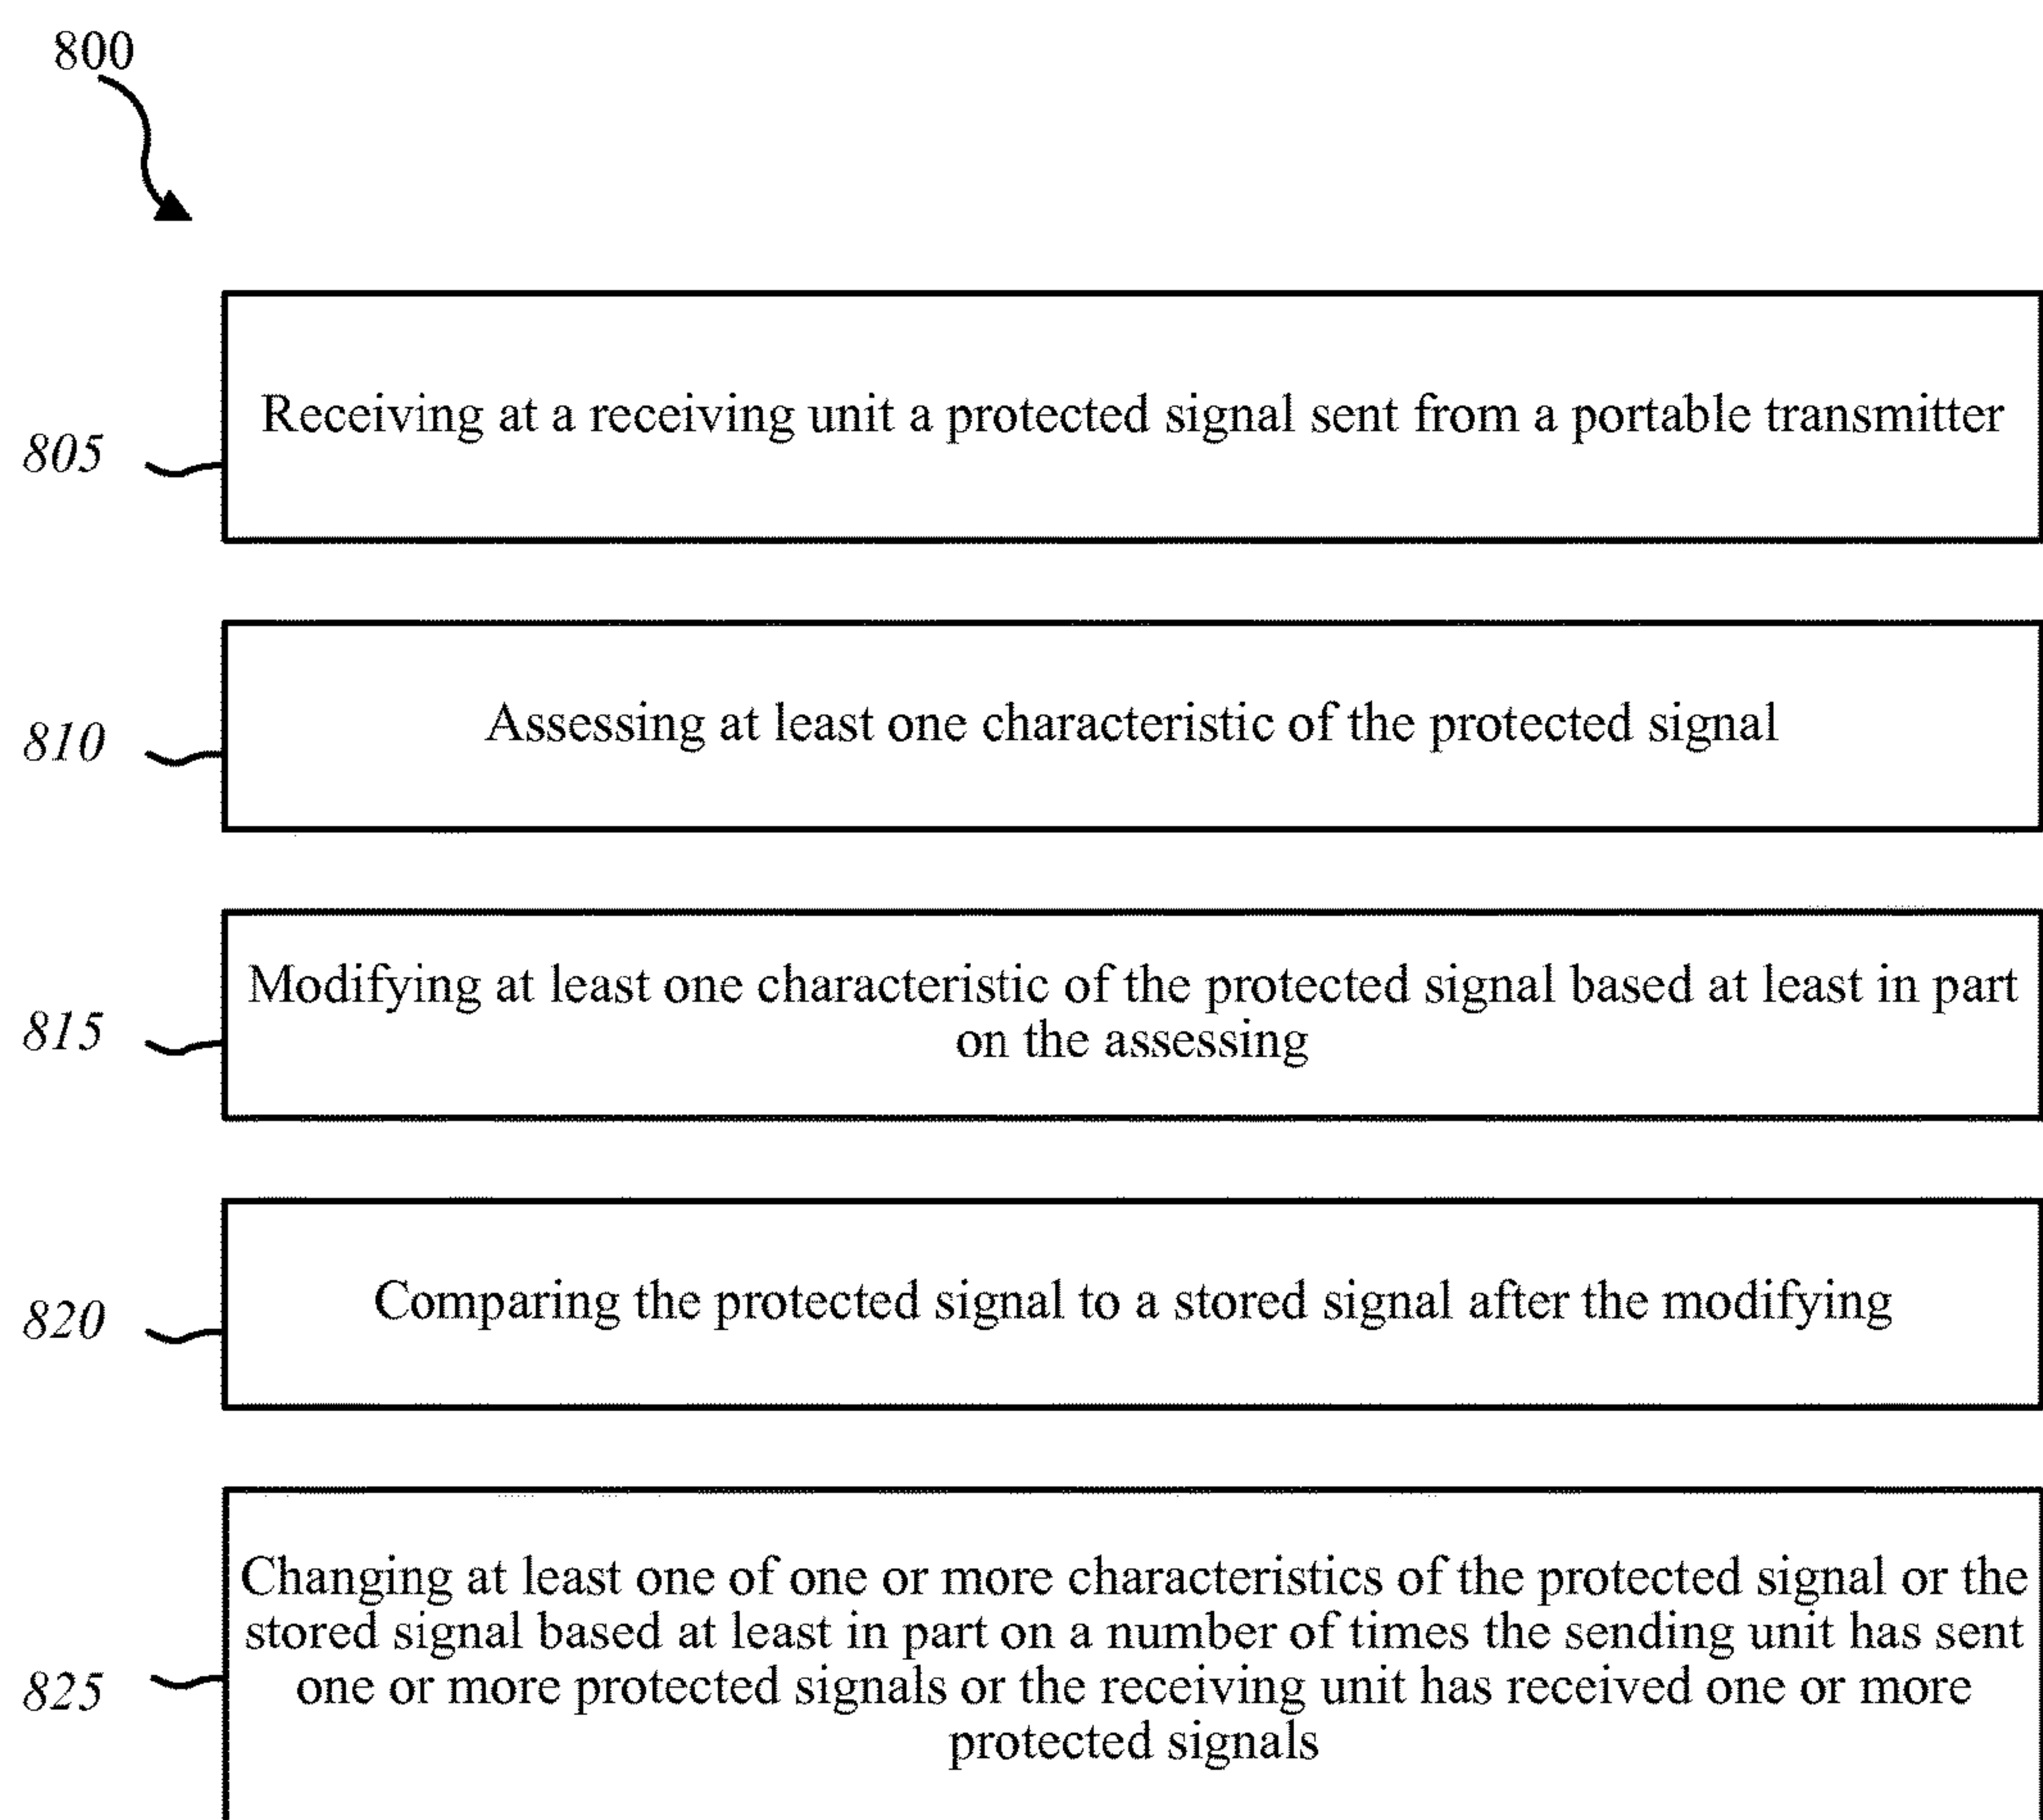 800
805
Receiving at a receiving unit a protected signal sent from a portable transmitter
810
Assessing at least one characteristic of the protected signal
815
Modifying at least one characteristic of the protected signal based at least in part
on the assessing
820
Comparing the protected signal to a stored signal after the modifying
825
Changing at least one of one or more characteristics of the protected signal or the
stored signal based at least in part on a number of times the sending unit has sent
one or more protected signals or the receiving unit has received one or more
protected signals